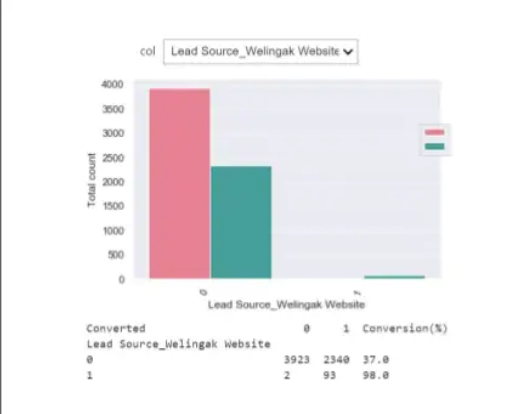 col Lead Source_Welingak Website
4000
3500
3000
2500
2000
1500
1000
500
0
Total count
0 1
Lead Source_Welingak Website
Converted 0 1 Conversion(%)
Lead Source_Welingak Website
0 3923 2340 37.0
1 2 93 98.0